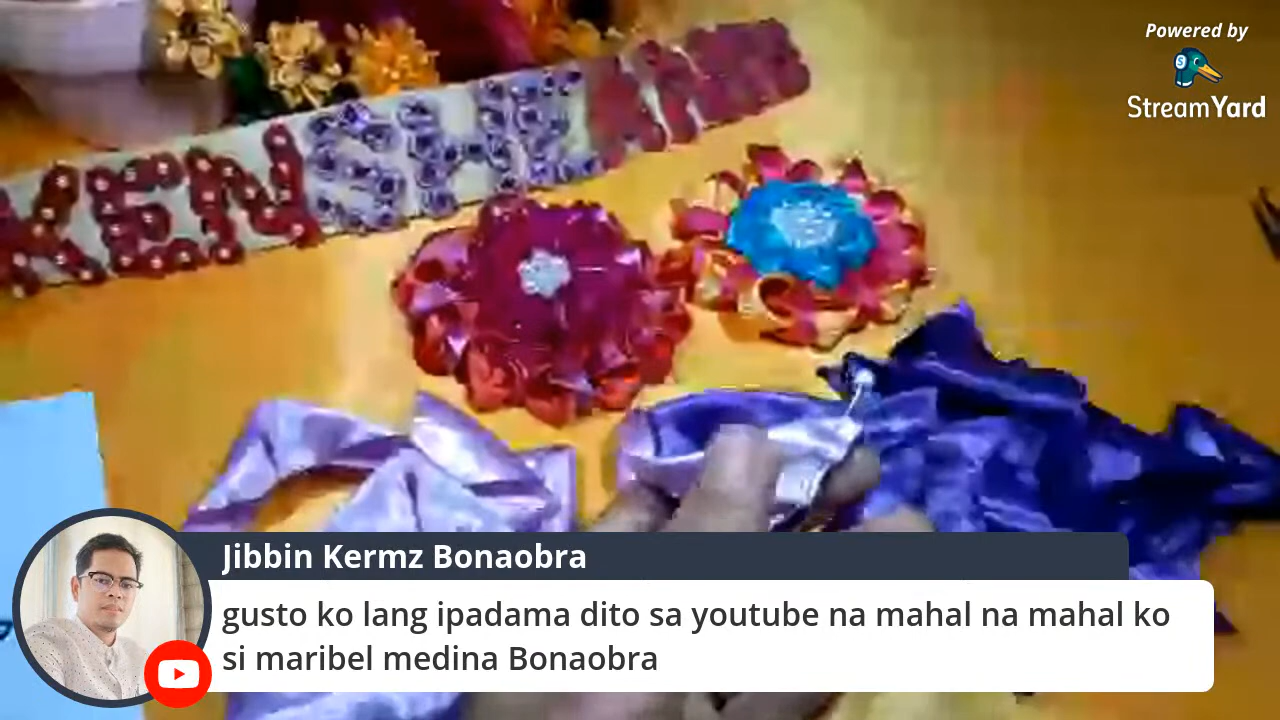 Powered by
StreamYard
KENSHE
Jibbin Kermz Bonaobra
gusto ko lang ipadama dito sa youtube na mahal na mahal ko
si maribel medina Bonaobra